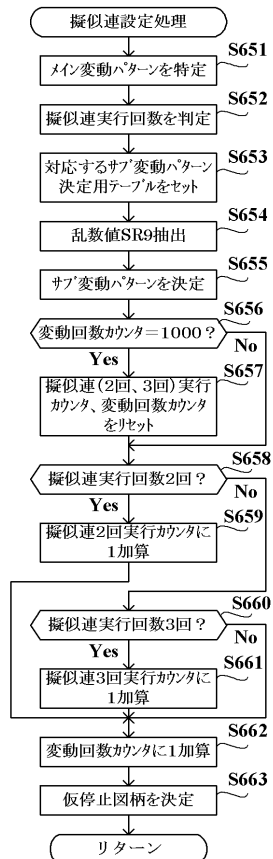 擬似連設定処理
S651
メイン変動パターンを特定
S652
擬似連実行回数を判定
S653
対応するサブ変動パターン
決定用テーブルをセット
S654
乱数値SR9抽出
S655
サブ変動パターンを決定
S656
変動回数カウンタ=1000?
No
Yes
S657
擬似連(2回、3回)実行
カウンタ、変動回数カウンタ
をリセット
S658
擬似連実行回数2回?
No
Yes
S659
擬似連2回実行カウンタに
1加算
S660
擬似連実行回数3回?
No
Yes
S661
擬似連3回実行カウンタに
1加算
S662
変動回数カウンタに1加算
S663
仮停止図柄を決定
リターン